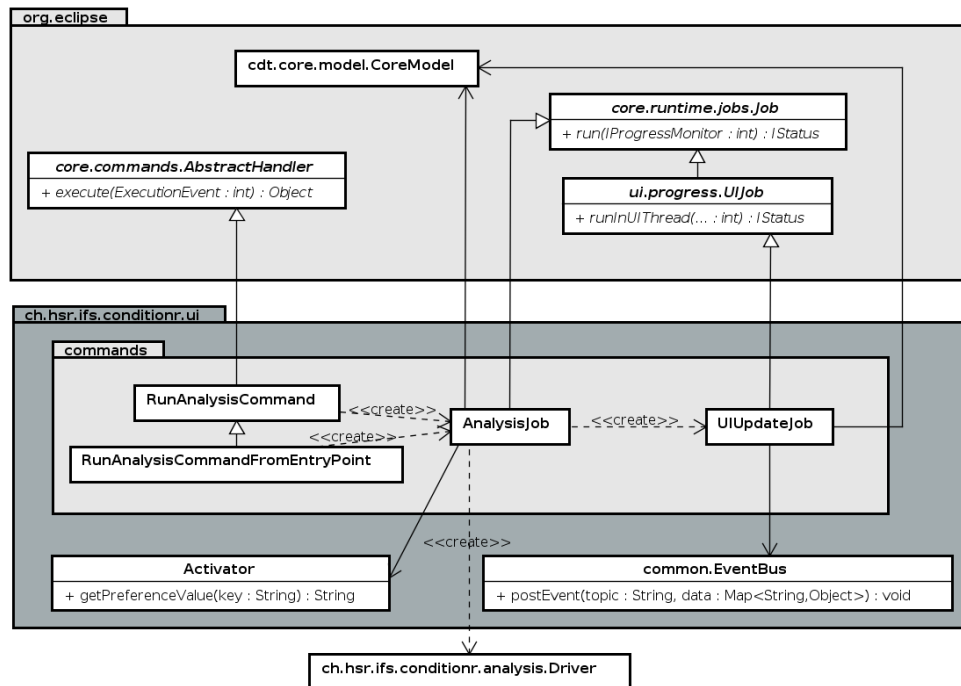 org.eclipse
cdt.core.model.CoreModel
core.runtime.jobs.Job
+ run(IProgressMonitor : int) : IStatus
core.commands.AbstractHandler
+ execute(ExecutionEvent : int) : Object
ui.progress.UIJob
+ runInUIThread(... : int) : IStatus
ch.hsr.ifs.conditionr.ui
commands
RunAnalysisCommand
<<create>>
AnalysisJob
<<create>>
UIUpdateJob
<<create>>
RunAnalysisCommandFromEntryPoint
<<create>>
Activator
+ getPreferenceValue(key : String) : String
common.EventBus
+ postEvent(topic : String, data : Map<String,Object>) : void
ch.hsr.ifs.conditionr.analysis.Driver